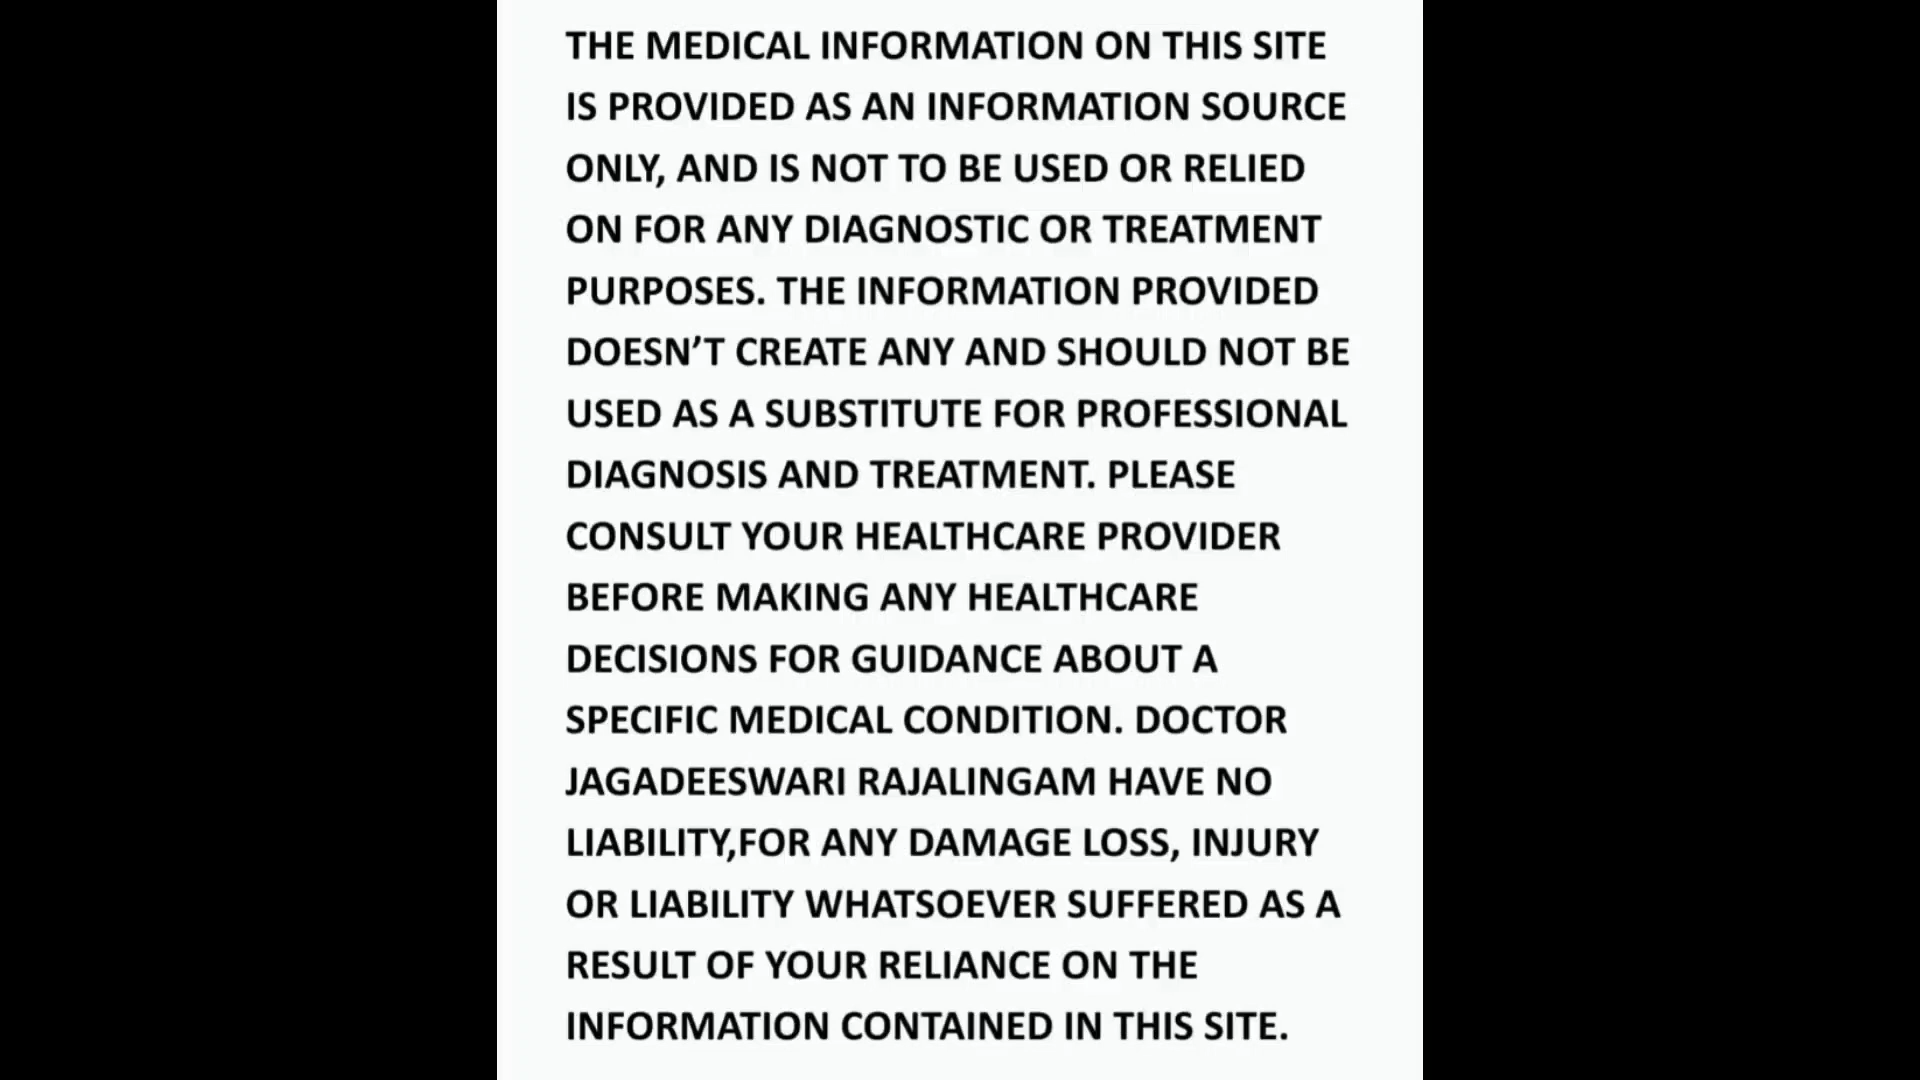 THE MEDICAL INFORMATION ON THIS SITE
IS PROVIDED AS AN INFORMATION SOURCE
ONLY, AND IS NOT TO BE USED OR RELIED
ON FOR ANY DIAGNOSTIC OR TREATMENT
PURPOSES. THE INFORMATION PROVIDED
DOESN’T CREATE ANY AND SHOULD NOT BE
USED AS A SUBSTITUTE FOR PROFESSIONAL
DIAGNOSIS AND TREATMENT. PLEASE
CONSULT YOUR HEALTHCARE PROVIDER
BEFORE MAKING ANY HEALTHCARE
DECISIONS FOR GUIDANCE ABOUT A
SPECIFIC MEDICAL CONDITION. DOCTOR
JAGADEESWARI RAJALINGAM HAVE NO
LIABILITY,FOR ANY DAMAGE LOSS, INJURY
OR LIABILITY WHATSOEVER SUFFERED AS A
RESULT OF YOUR RELIANCE ON THE
INFORMATION CONTAINED IN THIS SITE.